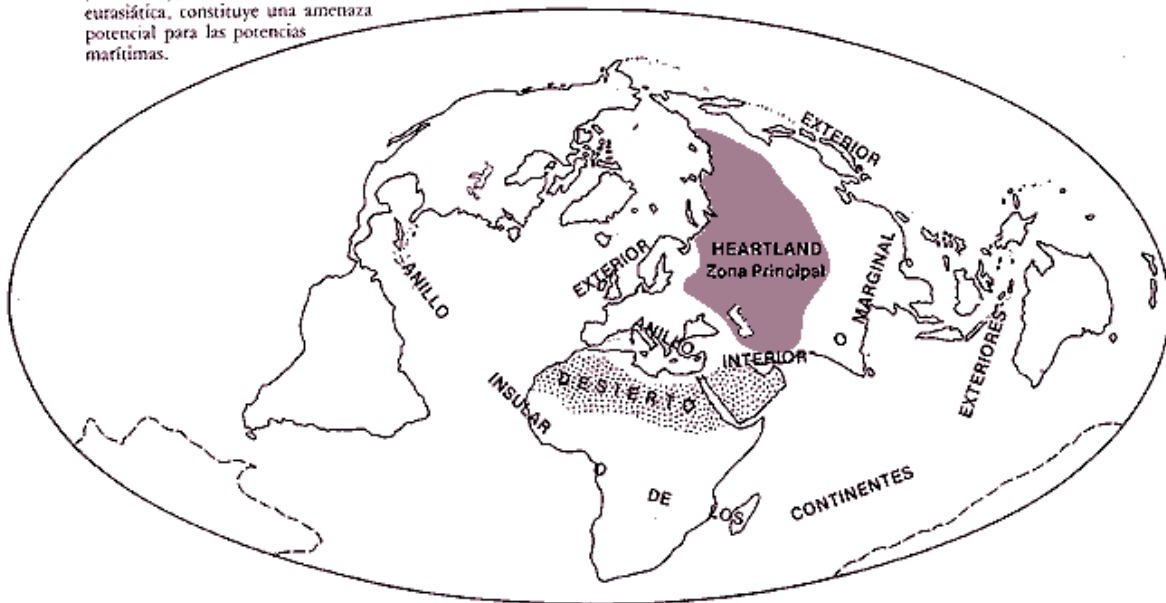 eurasiática, constituye una amenaza
potencial para las potencias
marítimas.
EXTERIOR
HEARTLAND
Zona Principal
EXTERIOR
ANILLO
MARGINAL
ANILLO
INTERIOR
EXTERIORES
DESIERTO
INSULAR
DE
LOS
CONTINENTES